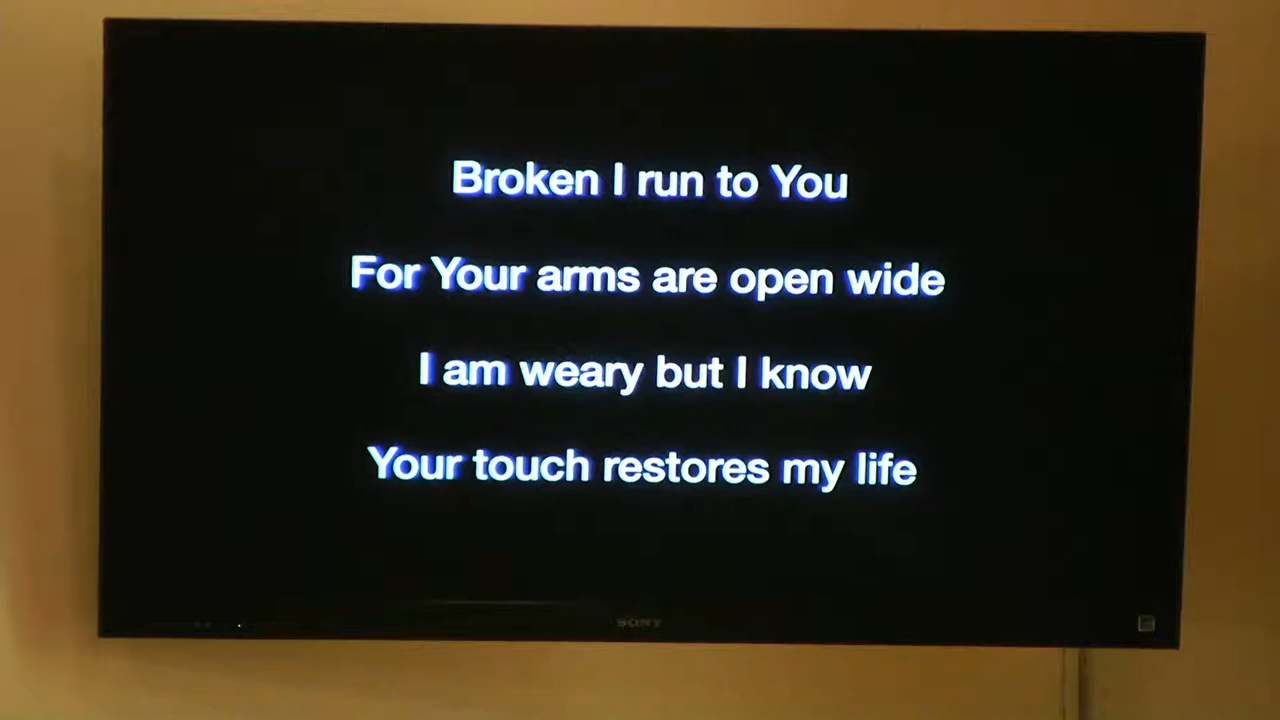 Broken I run to You
For Your arms are open wide
I am weary but I know
Your touch restores my life
SONY